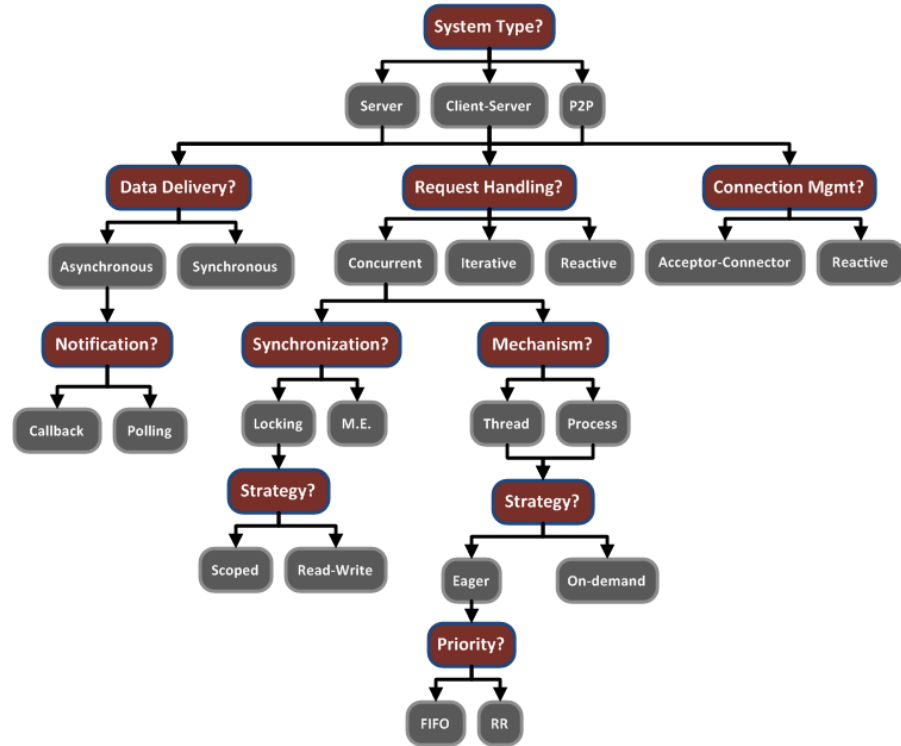 System Type?
Server
Client-Server
P2P
Data Delivery?
Request Handling?
Connection Mgmt?
Asynchronous
Synchronous
Concurrent
Iterative
Reactive
Acceptor-Connector
Reactive
Notification?
Synchronization?
Mechanism?
Callback
Polling
Locking
M.E.
Thread
Process
Strategy?
Strategy?
Scoped
Read-Write
Eager
On-demand
Priority?
FIFO
RR